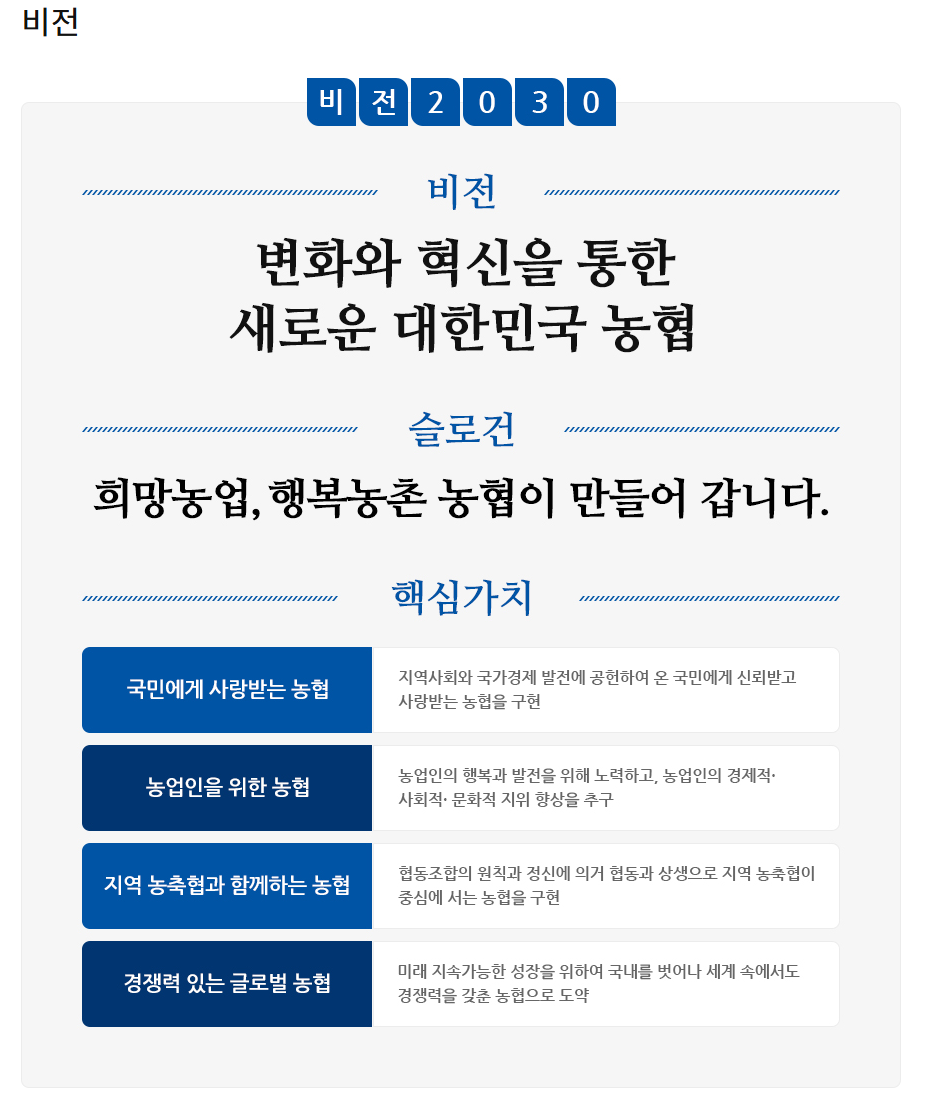 비전
비전2030
비전
변화와 혁신을 통한
새로운 대한민국 농협
슬로건
희망농업, 행복농촌 농협이 만들어 갑니다.
핵심가치
국민에게 사랑받는 농협
지역사회와 국가경제 발전에 공헌하여 온 국민에게 신뢰받고
사랑받는 농협을 구현
농업인을 위한 농협
농업인의 행복과 발전을 위해 노력하고, 농업인의 경제적·
사회적· 문화적 지위 향상을 추구
지역 농축협과 함께하는 농협
협동조합의 원칙과 정신에 의거 협동과 상생으로 지역 농축협이
중심에 서는 농협을 구현
경쟁력 있는 글로벌 농협
미래 지속가능한 성장을 위하여 국내를 벗어나 세계 속에서도
경쟁력을 갖춘 농협으로 도약